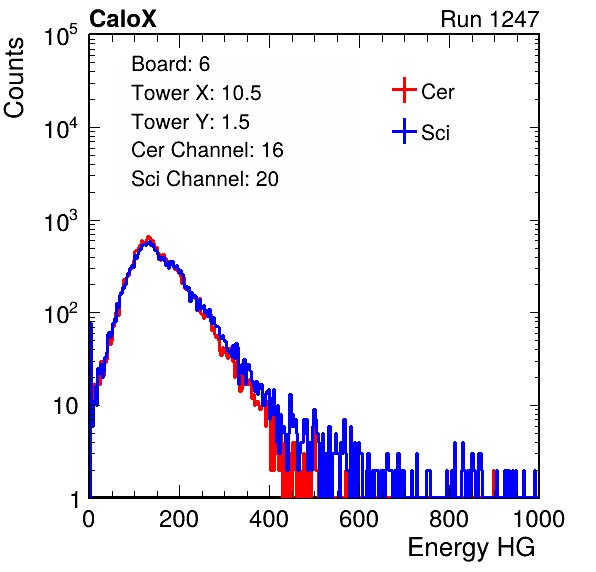 CaloX Run 1247
Counts
10^5
10^4
10^3
10^2
10
1
Board: 6
Tower X: 10.5
Tower Y: 1.5
Cer Channel: 16
Sci Channel: 20
Cer
Sci
0 200 400 600 800 1000
Energy HG